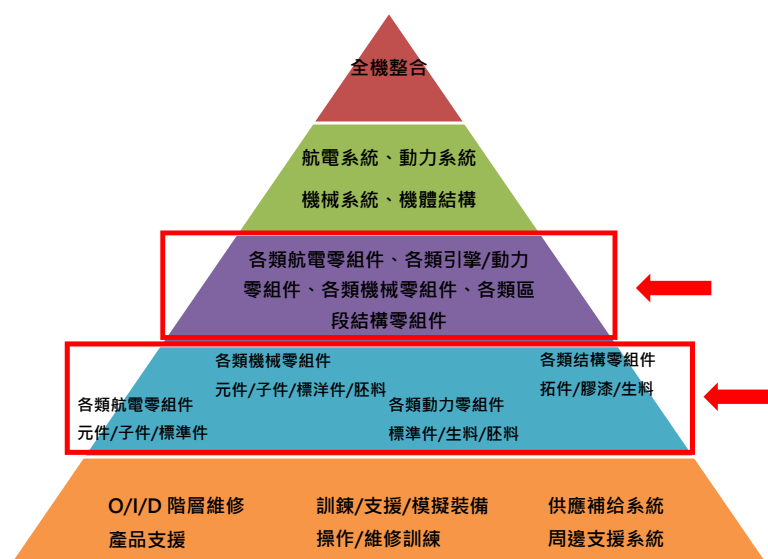 全機整合
航電系統、動力系統
機械系統、機體結構
各類航電零組件、各類引擎/動力
零組件、各類機械零組件、各類區
段結構零組件
各類機械零組件
元件/子件/標洋件/胚料
各類结構零組件
拓件/膠漆/生料
各類航電零組件
元件/子件/標準件
各類動力零組件
標準件/生料/胚料
O/I/D 階層維修
產品支援
訓鍊/支援/模擬裝備
操作/維修訓練
供應補给系統
周邊支援系統